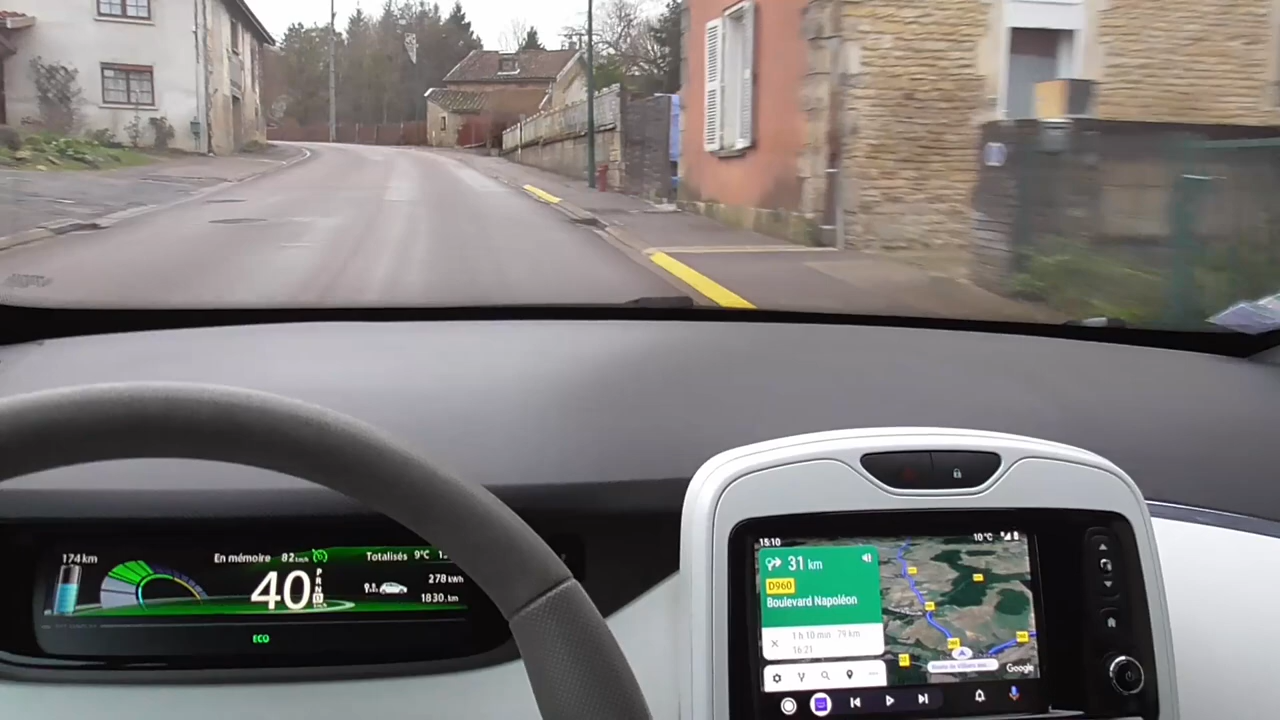 174 km
En mémoire 82 km/h
Totalisés 9°C
40
P
R
N
D
278 kWh
1830 km
ECO
15:10
10°C
31 km
D960
Boulevard Napoléon
1 h 10 min 79 km
16:21
Google